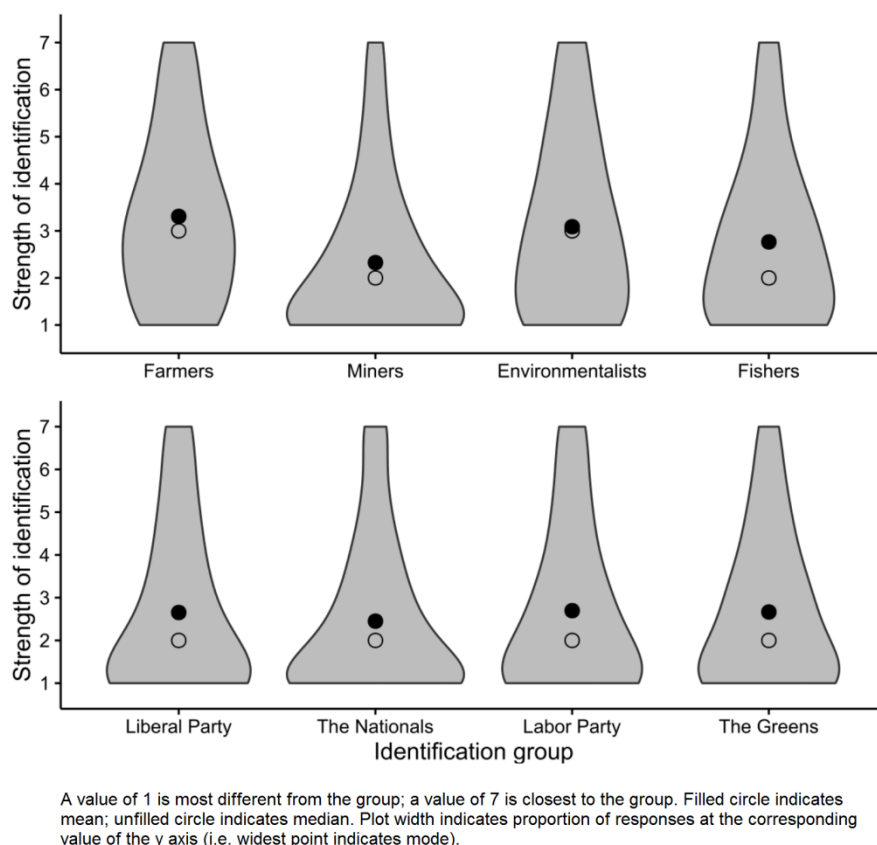 Strength of identification
7
6
5
4
3
2
1
Farmers Miners Environmentalists Fishers
Strength of identification
7
6
5
4
3
2
1
Liberal Party The Nationals Labor Party The Greens
Identification group
A value of 1 is most different from the group; a value of 7 is closest to the group. Filled circle indicates
mean; unfilled circle indicates median. Plot width indicates proportion of responses at the corresponding
value of the y axis (i.e. widest point indicates mode).